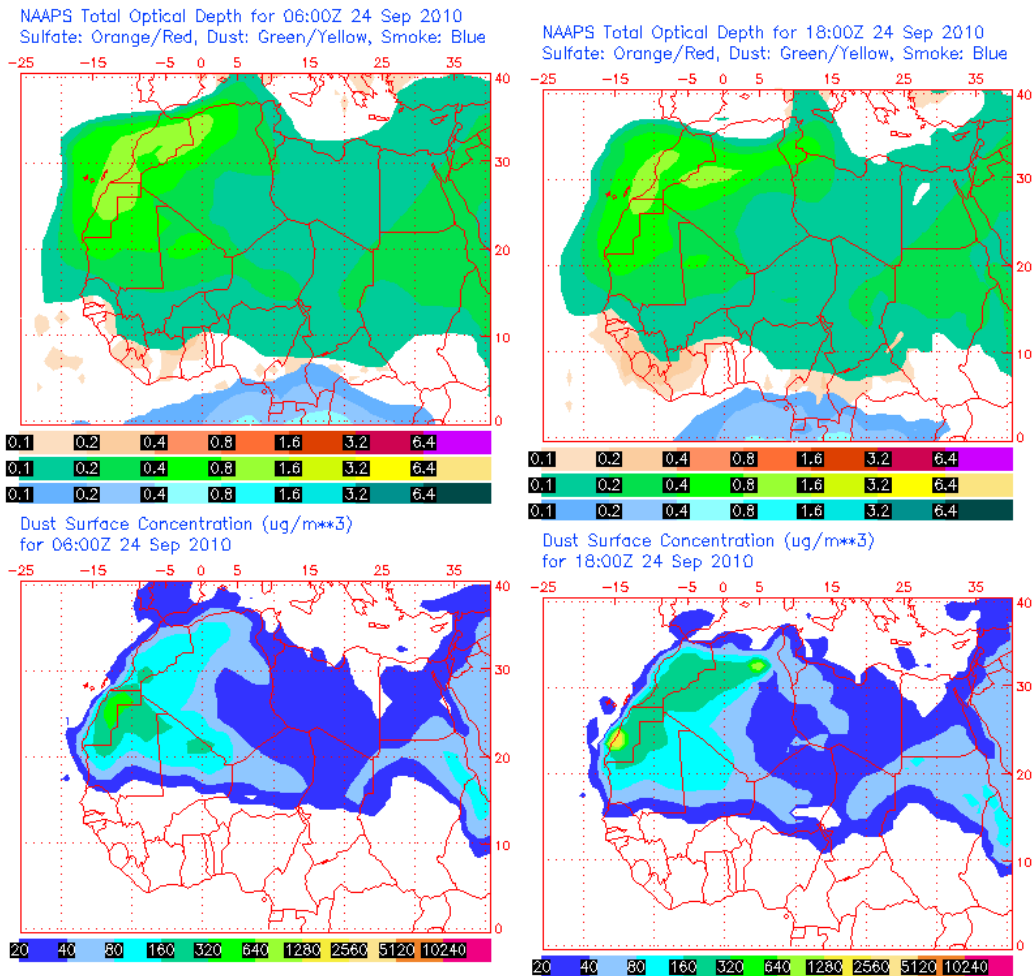 NAAPS Total Optical Depth for 06:00Z 24 Sep 2010
Sulfate: Orange/Red, Dust: Green/Yellow, Smoke: Blue
-25 -15 -5 0 5 15 25 35
40
30
20
10
0
0.1 0.2 0.4 0.8 1.6 3.2 6.4
0.1 0.2 0.4 0.8 1.6 3.2 6.4
0.1 0.2 0.4 0.8 1.6 3.2 6.4
NAAPS Total Optical Depth for 18:00Z 24 Sep 2010
Sulfate: Orange/Red, Dust: Green/Yellow, Smoke: Blue
-25 -15 -5 0 5 15 25 35
40
30
20
10
0
0.1 0.2 0.4 0.8 1.6 3.2 6.4
0.1 0.2 0.4 0.8 1.6 3.2 6.4
0.1 0.2 0.4 0.8 1.6 3.2 6.4
Dust Surface Concentration (ug/m**3)
for 06:00Z 24 Sep 2010
-25 -15 -5 0 5 15 25 35
40
30
20
10
0
20 40 80 160 320 640 1280 2560 5120 10240
Dust Surface Concentration (ug/m**3)
for 18:00Z 24 Sep 2010
-25 -15 -5 0 5 15 25 35
40
30
20
10
0
20 40 80 160 320 640 1280 2560 5120 10240